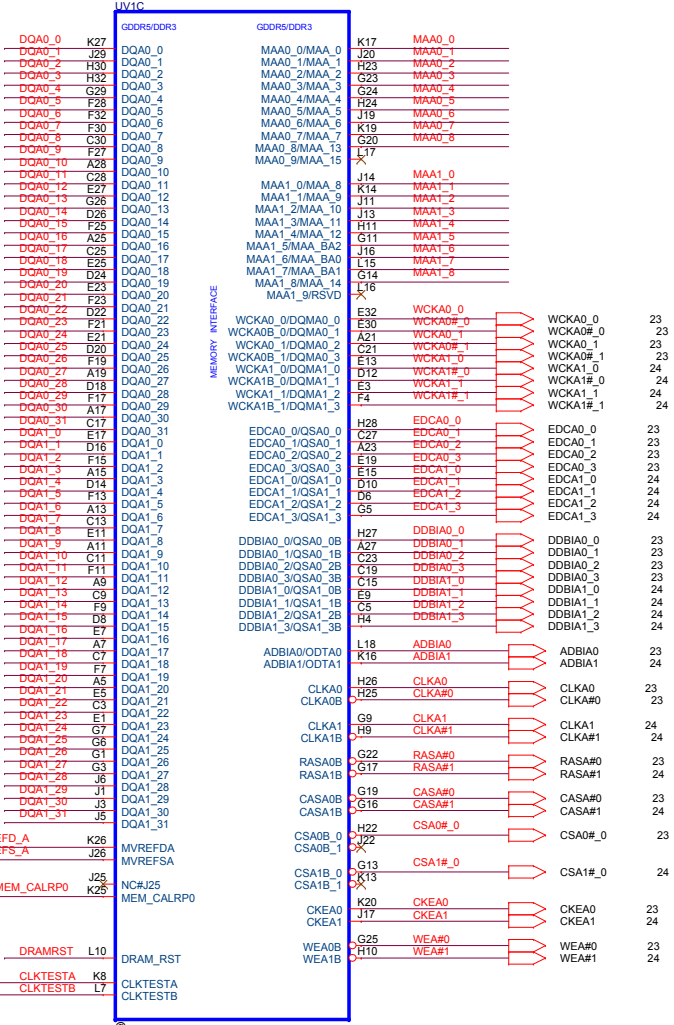 UV1C
GDDR5/DDR3 GDDR5/DDR3
DQA0_0 K27 DQA0_0
DQA0_1 J29 DQA0_1
DQA0_2 H30 DQA0_2
DQA0_3 H32 DQA0_3
DQA0_4 G29 DQA0_4
DQA0_5 F28 DQA0_5
DQA0_6 F32 DQA0_6
DQA0_7 F30 DQA0_7
DQA0_8 C30 DQA0_8
DQA0_9 F27 DQA0_9
DQA0_10 A28 DQA0_10
DQA0_11 C28 DQA0_11
DQA0_12 E27 DQA0_12
DQA0_13 G26 DQA0_13
DQA0_14 D26 DQA0_14
DQA0_15 F25 DQA0_15
DQA0_16 A25 DQA0_16
DQA0_17 C25 DQA0_17
DQA0_18 E25 DQA0_18
DQA0_19 D24 DQA0_19
DQA0_20 E23 DQA0_20
DQA0_21 F23 DQA0_21
DQA0_22 D22 DQA0_22
DQA0_23 F21 DQA0_23
DQA0_24 E21 DQA0_24
DQA0_25 D20 DQA0_25
DQA0_26 F19 DQA0_26
DQA0_27 A19 DQA0_27
DQA0_28 D18 DQA0_28
DQA0_29 F17 DQA0_29
DQA0_30 A17 DQA0_30
DQA0_31 C17 DQA0_31
DQA1_0 E17 DQA1_0
DQA1_1 D16 DQA1_1
DQA1_2 F15 DQA1_2
DQA1_3 A15 DQA1_3
DQA1_4 D14 DQA1_4
DQA1_5 F13 DQA1_5
DQA1_6 A13 DQA1_6
DQA1_7 C13 DQA1_7
DQA1_8 E11 DQA1_8
DQA1_9 A11 DQA1_9
DQA1_10 C11 DQA1_10
DQA1_11 F11 DQA1_11
DQA1_12 A9 DQA1_12
DQA1_13 C9 DQA1_13
DQA1_14 F9 DQA1_14
DQA1_15 D8 DQA1_15
DQA1_16 E7 DQA1_16
DQA1_17 A7 DQA1_17
DQA1_18 C7 DQA1_18
DQA1_19 F7 DQA1_19
DQA1_20 A5 DQA1_20
DQA1_21 E5 DQA1_21
DQA1_22 C3 DQA1_22
DQA1_23 E1 DQA1_23
DQA1_24 G7 DQA1_24
DQA1_25 G6 DQA1_25
DQA1_26 G1 DQA1_26
DQA1_27 G3 DQA1_27
DQA1_28 J6 DQA1_28
DQA1_29 J1 DQA1_29
DQA1_30 J3 DQA1_30
DQA1_31 J5 DQA1_31
EFD_A K26 MVREFDA
EFS_A J26 MVREFSA
J25 NC#J25
MEM_CALRP0 K25 MEM_CALRP0
DRAMRST L10 DRAM_RST
CLKTESTA K8 CLKTESTA
CLKTESTB L7 CLKTESTB
MEMORY INTERFACE
MAA0_0/MAA_0 K17 MAA0_0
MAA0_1/MAA_1 J20 MAA0_1
MAA0_2/MAA_2 H23 MAA0_2
MAA0_3/MAA_3 G23 MAA0_3
MAA0_4/MAA_4 G24 MAA0_4
MAA0_5/MAA_5 H24 MAA0_5
MAA0_6/MAA_6 J19 MAA0_6
MAA0_7/MAA_7 K19 MAA0_7
MAA0_8/MAA_13 G20 MAA0_8
MAA0_9/MAA_15 L17
MAA1_0/MAA_8 J14 MAA1_0
MAA1_1/MAA_9 K14 MAA1_1
MAA1_2/MAA_10 J11 MAA1_2
MAA1_3/MAA_11 J13 MAA1_3
MAA1_4/MAA_12 H11 MAA1_4
MAA1_5/MAA_BA2 G11 MAA1_5
MAA1_6/MAA_BA0 J16 MAA1_6
MAA1_7/MAA_BA1 L15 MAA1_7
MAA1_8/MAA_14 G14 MAA1_8
MAA1_9/RSVD L16
WCKA0_0/DQMA0_0 E32 WCKA0_0 WCKA0_0 23
WCKA0B_0/DQMA0_1 E30 WCKA0#_0 WCKA0#_0 23
WCKA0_1/DQMA0_2 A21 WCKA0_1 WCKA0_1 23
WCKA0B_1/DQMA0_3 C21 WCKA0#_1 WCKA0#_1 23
WCKA1_0/DQMA1_0 E13 WCKA1_0 WCKA1_0 24
WCKA1B_0/DQMA1_1 D12 WCKA1#_0 WCKA1#_0 24
WCKA1_1/DQMA1_2 E3 WCKA1_1 WCKA1_1 24
WCKA1B_1/DQMA1_3 F4 WCKA1#_1 WCKA1#_1 24
EDCA0_0/QSA0_0 H28 EDCA0_0 EDCA0_0 23
EDCA0_1/QSA0_1 C27 EDCA0_1 EDCA0_1 23
EDCA0_2/QSA0_2 A23 EDCA0_2 EDCA0_2 23
EDCA0_3/QSA0_3 E19 EDCA0_3 EDCA0_3 23
EDCA1_0/QSA1_0 E15 EDCA1_0 EDCA1_0 24
EDCA1_1/QSA1_1 D10 EDCA1_1 EDCA1_1 24
EDCA1_2/QSA1_2 D6 EDCA1_2 EDCA1_2 24
EDCA1_3/QSA1_3 G5 EDCA1_3 EDCA1_3 24
DDBIA0_0/QSA0_0B H27 DDBIA0_0 DDBIA0_0 23
DDBIA0_1/QSA0_1B A27 DDBIA0_1 DDBIA0_1 23
DDBIA0_2/QSA0_2B C23 DDBIA0_2 DDBIA0_2 23
DDBIA0_3/QSA0_3B C19 DDBIA0_3 DDBIA0_3 23
DDBIA1_0/QSA1_0B C15 DDBIA1_0 DDBIA1_0 24
DDBIA1_1/QSA1_1B E9 DDBIA1_1 DDBIA1_1 24
DDBIA1_2/QSA1_2B C5 DDBIA1_2 DDBIA1_2 24
DDBIA1_3/QSA1_3B H4 DDBIA1_3 DDBIA1_3 24
ADBIA0/ODTA0 L18 ADBIA0 ADBIA0 23
ADBIA1/ODTA1 K16 ADBIA1 ADBIA1 24
CLKA0 H26 CLKA0 CLKA0 23
CLKA0B H25 CLKA#0 CLKA#0 23
CLKA1 G9 CLKA1 CLKA1 24
CLKA1B H9 CLKA#1 CLKA#1 24
RASA0B G22 RASA#0 RASA#0 23
RASA1B G17 RASA#1 RASA#1 24
CASA0B G19 CASA#0 CASA#0 23
CASA1B G16 CASA#1 CASA#1 24
CSA0B_0 H22 CSA0#_0 CSA0#_0 23
CSA0B_1 J22
CSA1B_0 G13 CSA1#_0 CSA1#_0 24
CSA1B_1 K13
CKEA0 K20 CKEA0 CKEA0 23
CKEA1 J17 CKEA1 CKEA1 24
WEA0B G25 WEA#0 WEA#0 23
WEA1B H10 WEA#1 WEA#1 24